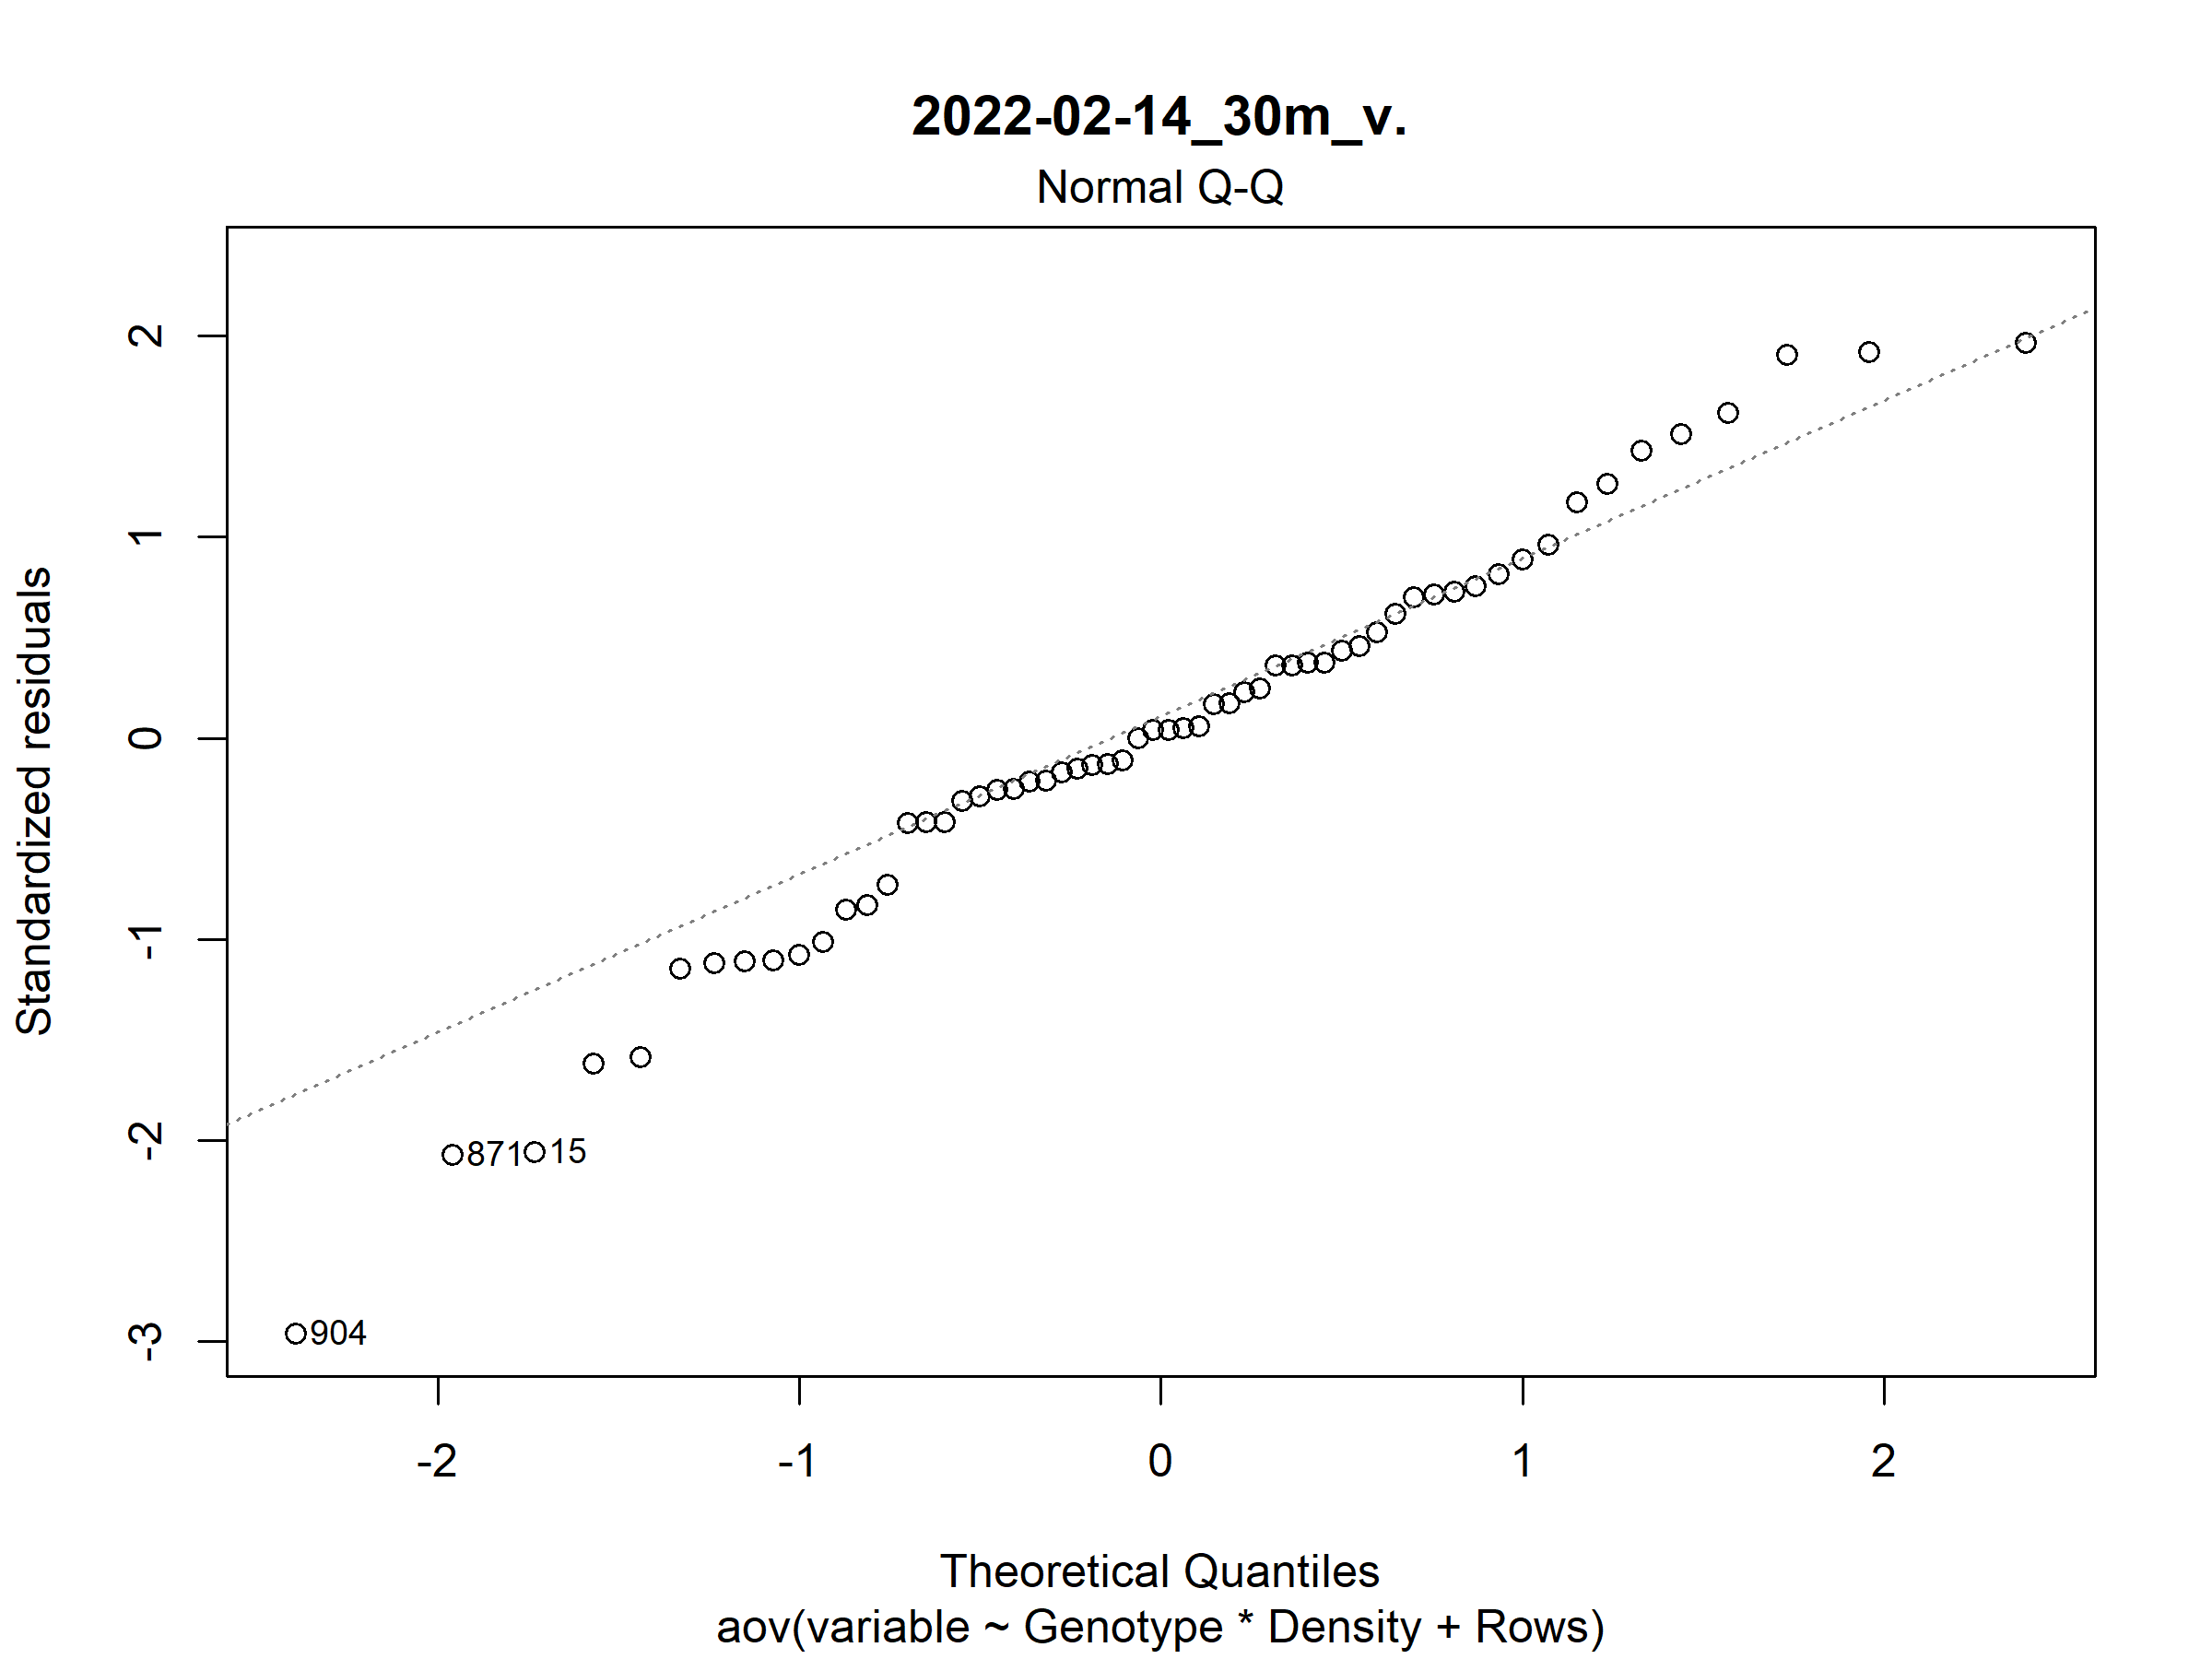 2022-02-14_30m_v.
Normal Q-Q
Standardized residuals
2
1
0
-1
-2
-3
871
15
904
-2
-1
0
1
2
Theoretical Quantiles
aov(variable ~ Genotype * Density + Rows)